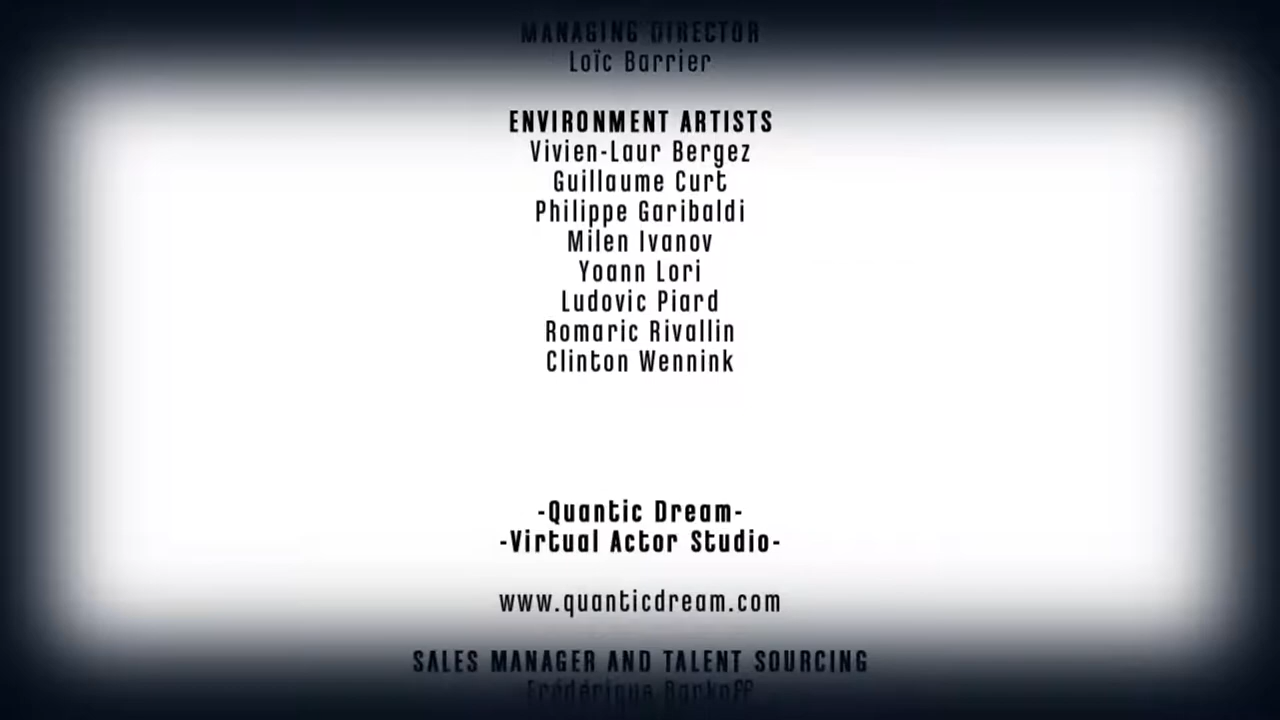 MANAGING DIRECTOR
Loïc Barrier
ENVIRONMENT ARTISTS
Vivien-Laur Bergez
Guillaume Curt
Philippe Garibaldi
Milen Ivanov
Yoann Lori
Ludovic Piard
Romaric Rivallin
Clinton Wennink
-Quantic Dream-
-Virtual Actor Studio-
www.quanticdream.com
SALES MANAGER AND TALENT SOURCING
Frédérique